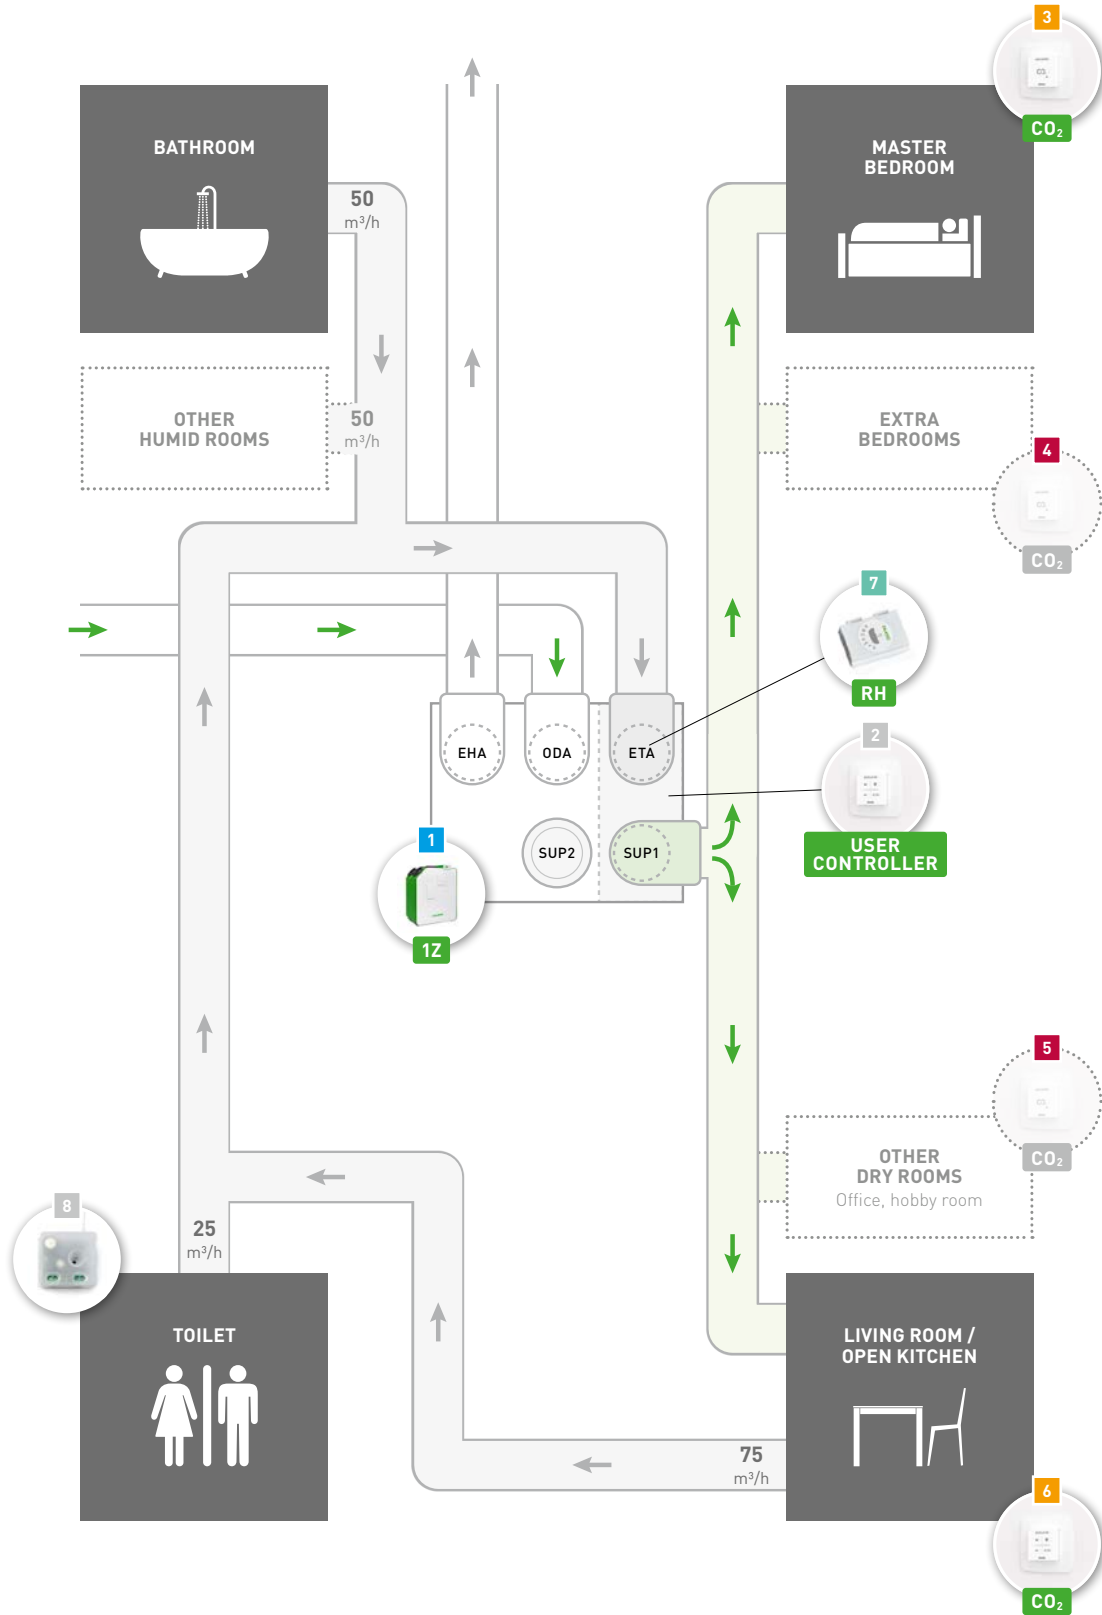 3
CO₂
BATHROOM
50
m³/h
MASTER
BEDROOM
OTHER
HUMID ROOMS
50
m³/h
EXTRA
BEDROOMS
4
CO₂
7
RH
2
USER
CONTROLLER
EHA
ODA
ETA
SUP2
SUP1
1
1Z
5
CO₂
OTHER
DRY ROOMS
Office, hobby room
8
25
m³/h
TOILET
LIVING ROOM /
OPEN KITCHEN
75
m³/h
6
CO₂